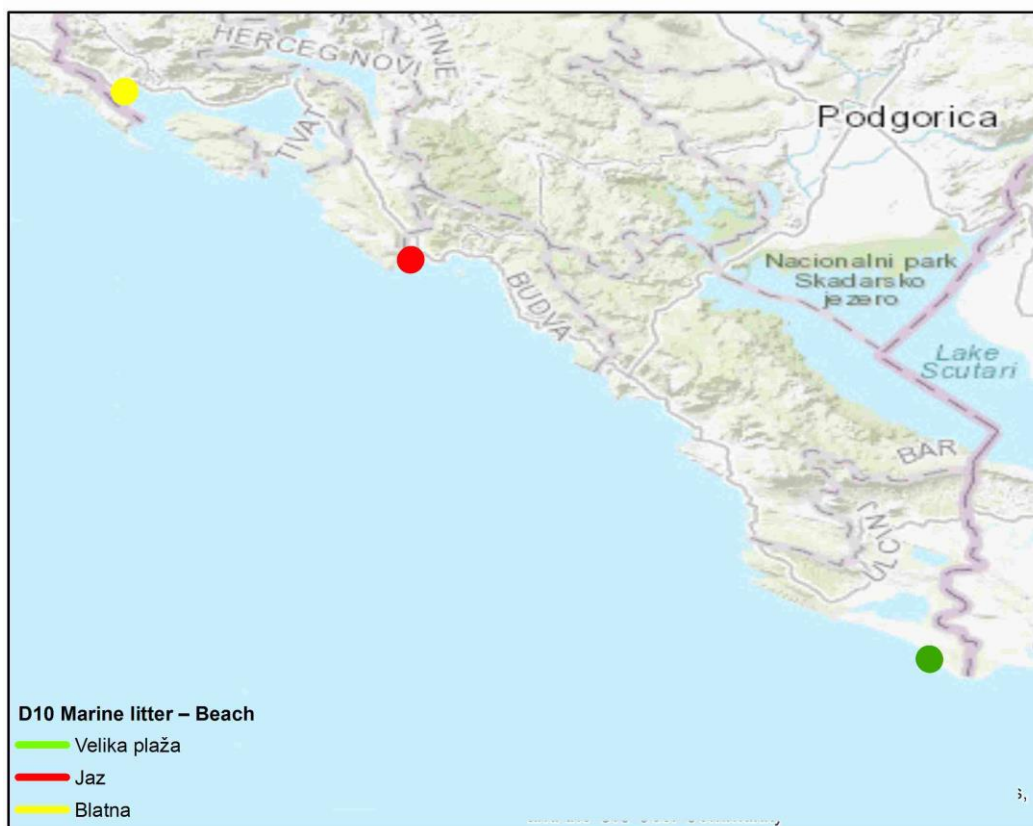 HERCEG NOVI
TIVAT
Podgorica
Nacionalni park
Skadarsko
jezero
Lake
Scutari
BUDVA
BAR
D10 Marine litter – Beach
Velika plaža
Jaz
Blatna